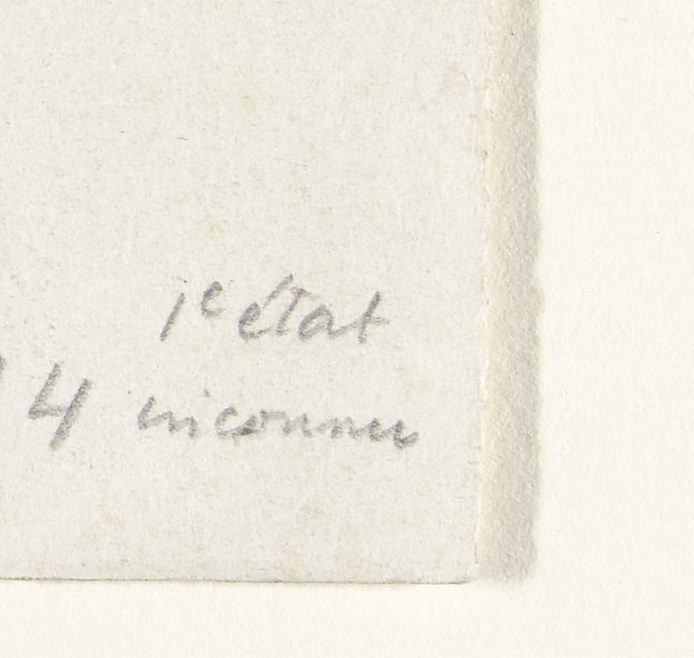 1e état
4 inconnu